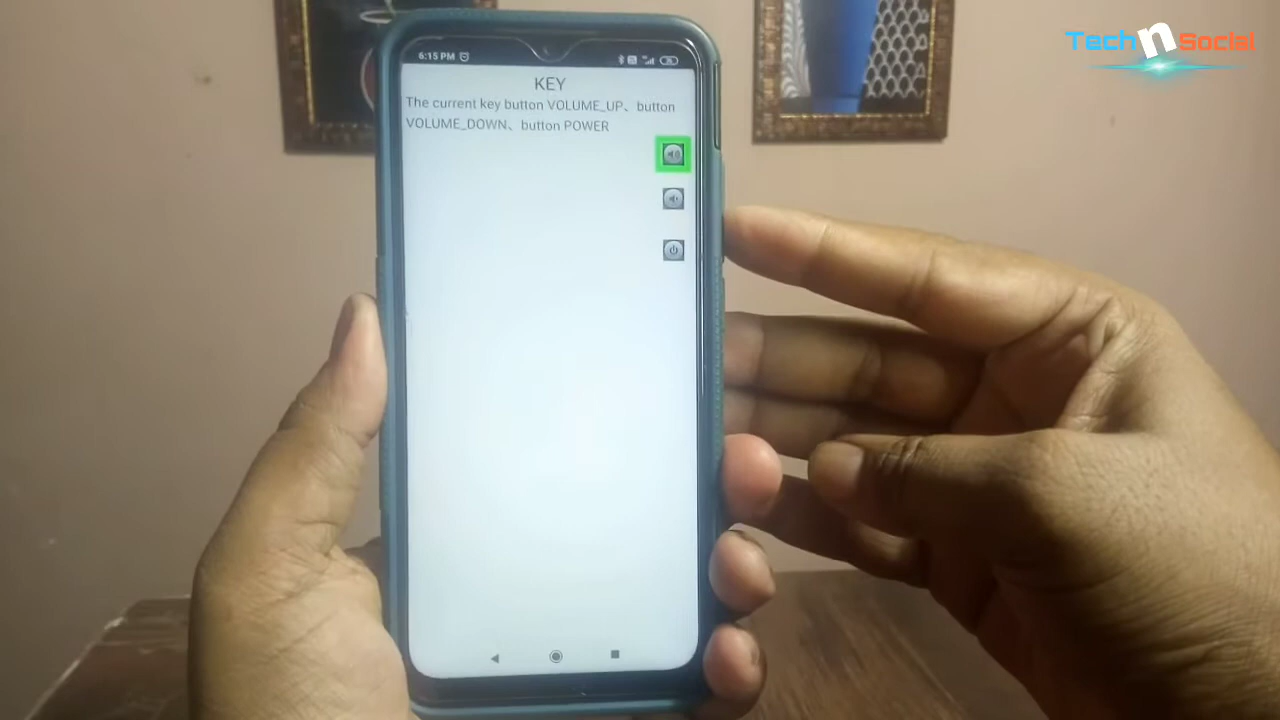 Tech n Social
6:15 PM
KEY
The current key button VOLUME_UP、button
VOLUME_DOWN、button POWER